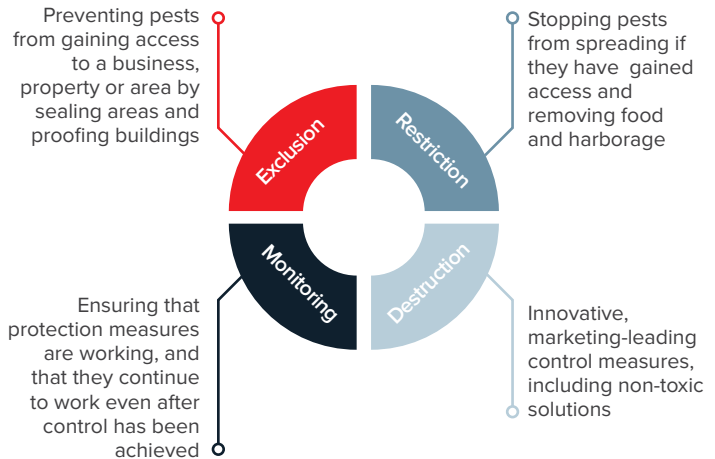 Preventing pests
from gaining access
to a business,
property or area by
sealing areas and
proofing buildings
Exclusion
Restriction
Stopping pests
from spreading if
they have gained
access and
removing food
and harborage
Monitoring
Ensuring that
protection measures
are working, and
that they continue
to work even after
control has been
achieved
Destruction
Innovative,
marketing-leading
control measures,
including non-toxic
solutions